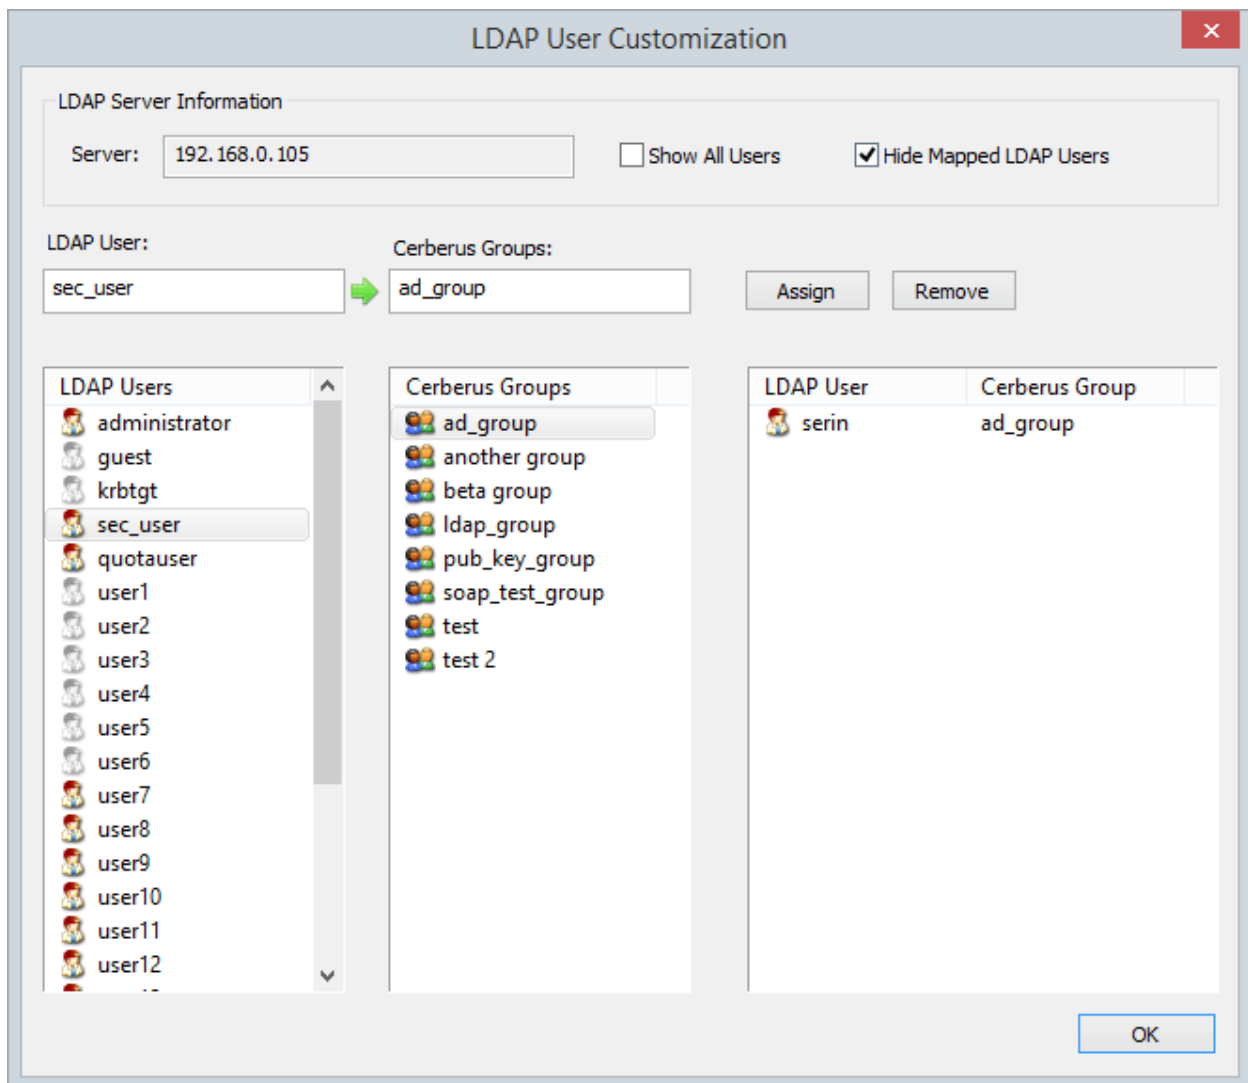 LDAP User Customization
LDAP Server Information
Server: 192.168.0.105 Show All Users Hide Mapped LDAP Users
LDAP User:
Cerberus Groups:
sec_user ad_group Assign Remove
LDAP Users
administrator
guest
krbtgt
sec_user
quotauser
user1
user2
user3
user4
user5
user6
user7
user8
user9
user10
user11
user12
Cerberus Groups
ad_group
another group
beta group
ldap_group
pub_key_group
soap_test_group
test
test 2
LDAP User Cerberus Group
serin ad_group
OK